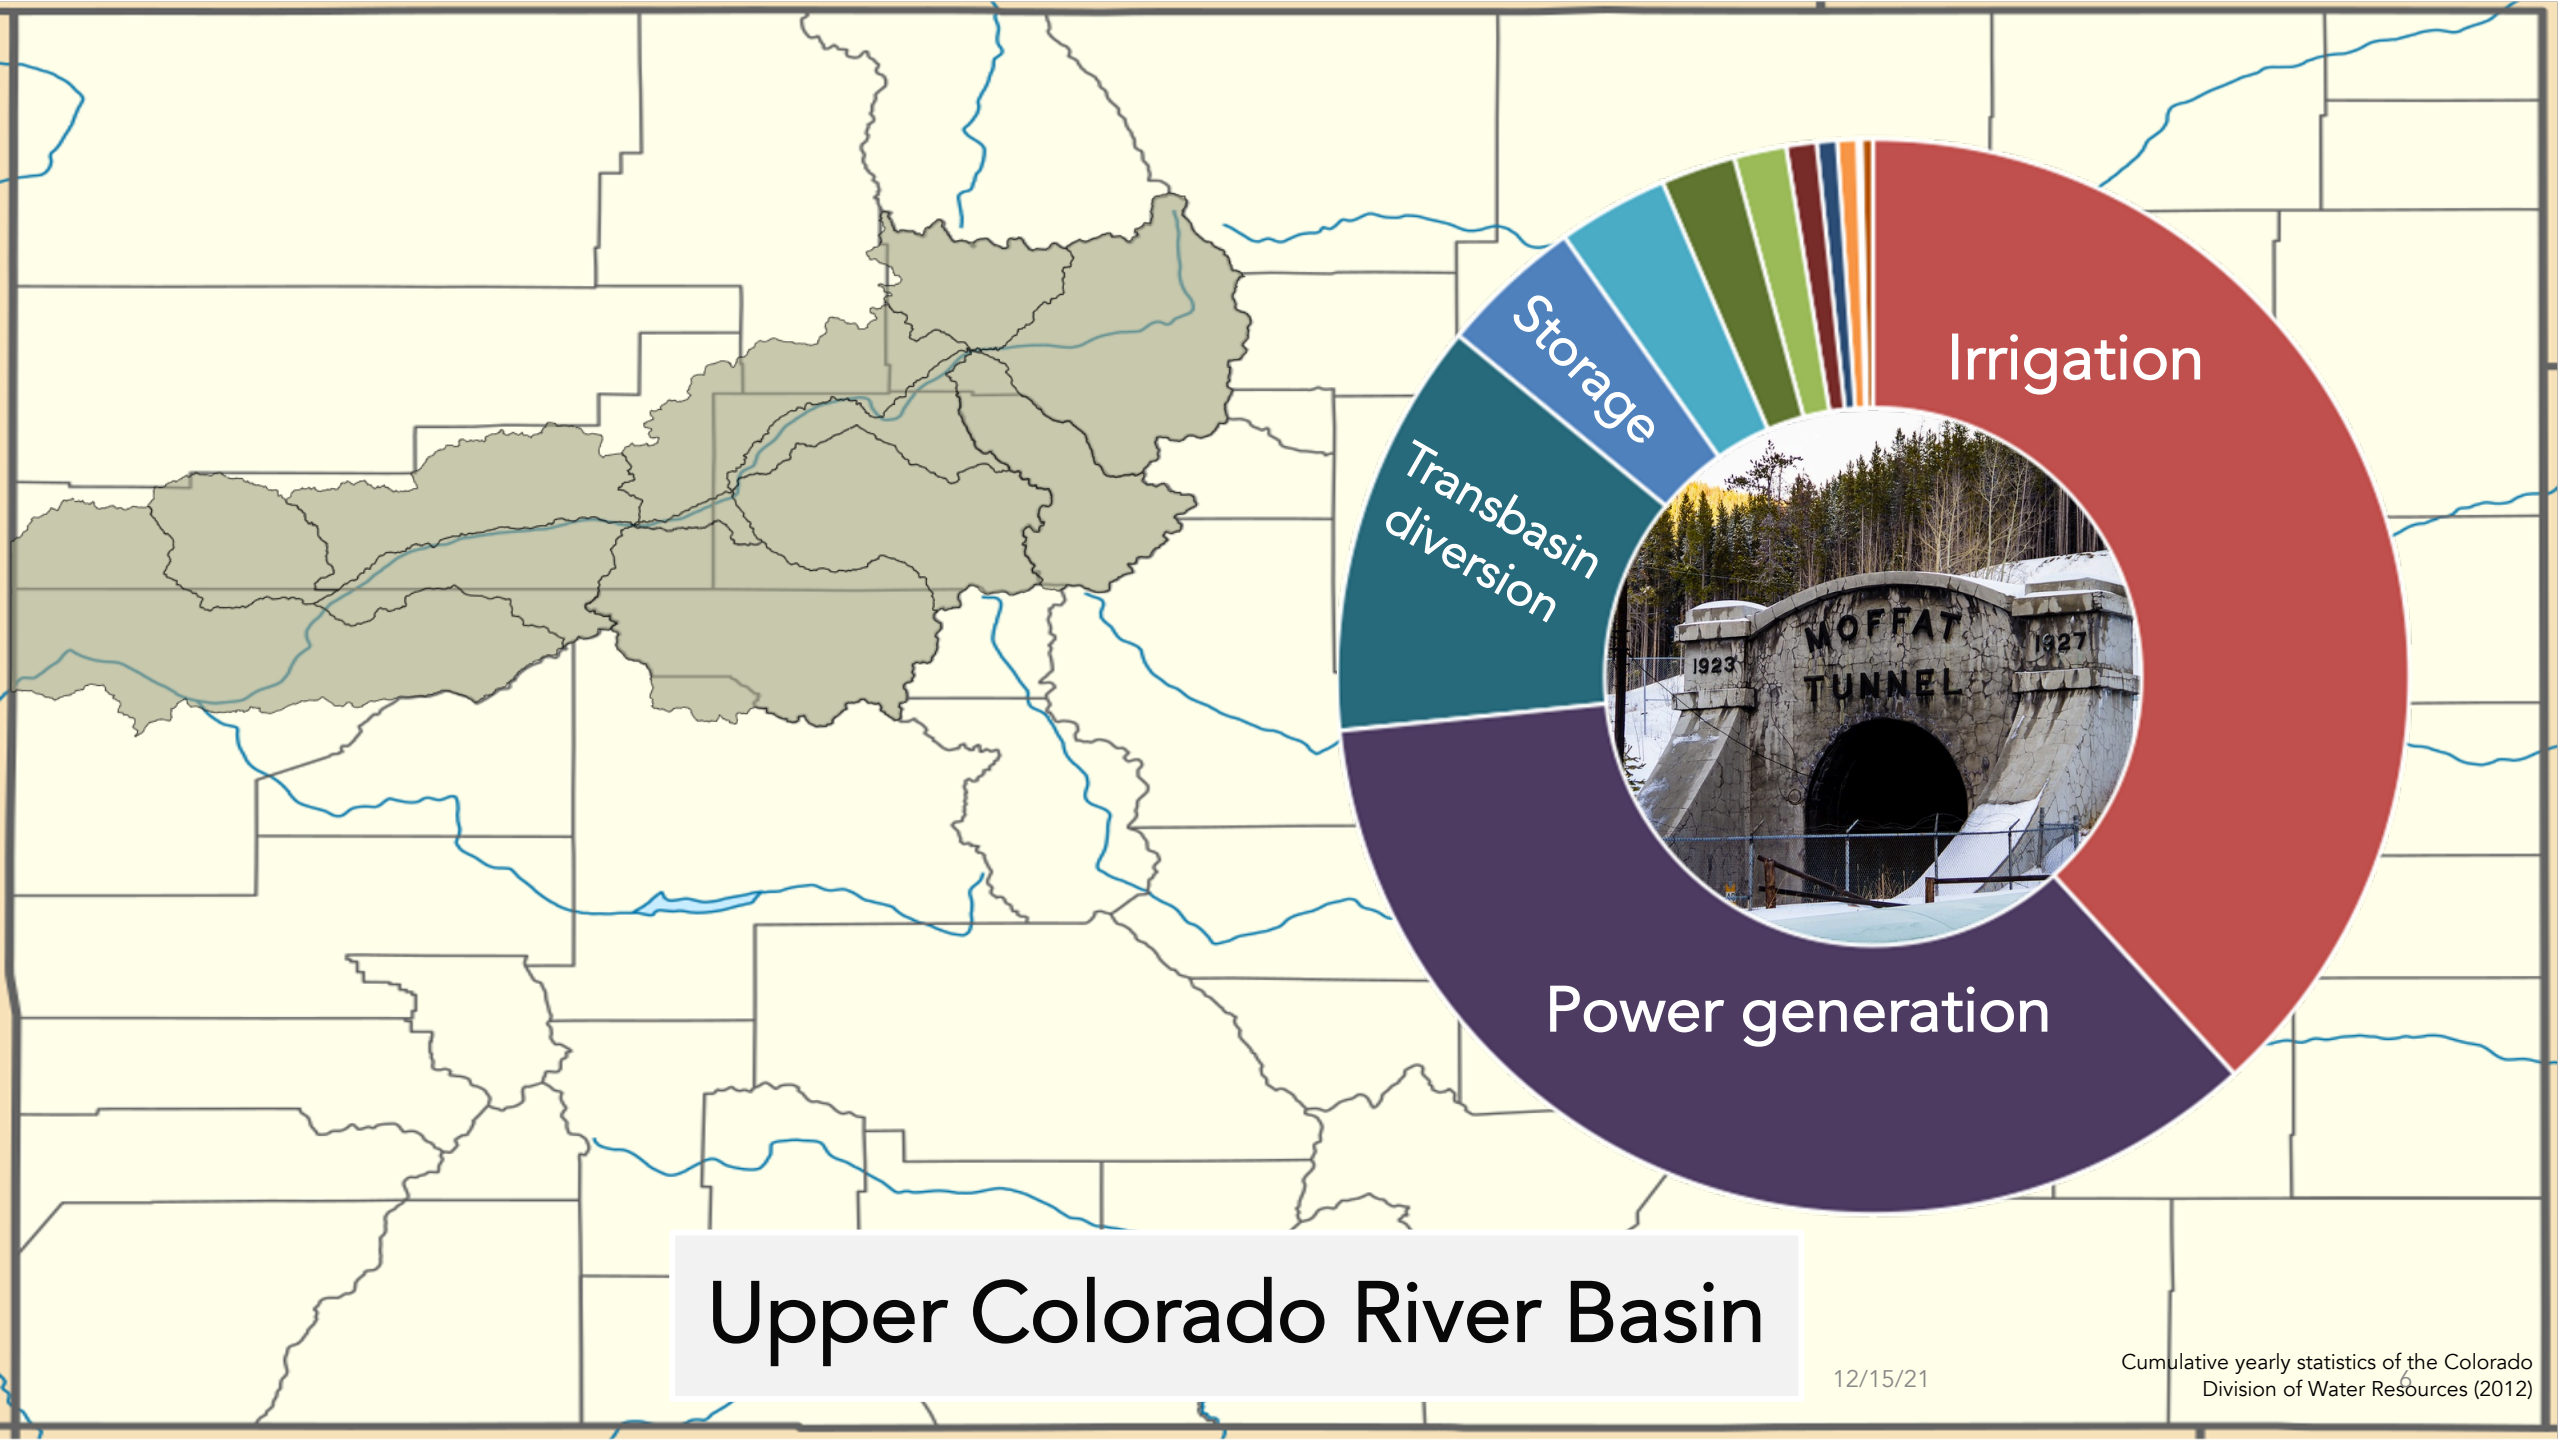 Irrigation
Storage
Transbasin
diversion
MOFFAT
TUNNEL
1923
1927
Power generation
Upper Colorado River Basin
12/15/21
6
Cumulative yearly statistics of the Colorado
Division of Water Resources (2012)